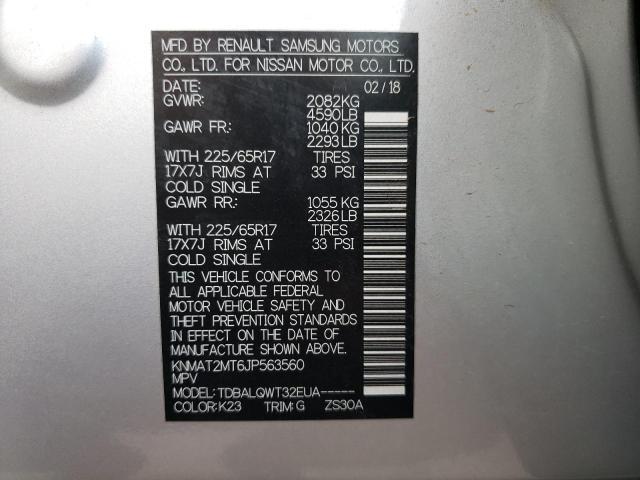 MFD BY RENAULT SAMSUNG MOTORS
CO., LTD. FOR NISSAN MOTOR CO., LTD.
DATE: 02/18
GVWR: 2082KG
4590LB
GAWR FR: 1040 KG
2293LB
WITH 225/65R17 TIRES
17X7J RIMS AT 33 PSI
COLD SINGLE
GAWR RR: 1055 KG
2326LB
WITH 225/65R17 TIRES
17X7J RIMS AT 33 PSI
COLD SINGLE
THIS VEHICLE CONFORMS TO
ALL APPLICABLE FEDERAL
MOTOR VEHICLE SAFETY AND
THEFT PREVENTION STANDARDS
IN EFFECT ON THE DATE OF
MANUFACTURE SHOWN ABOVE.
KNMAT2MT6JP563560
MPV
MODEL: TDBALQWT32EUA-----
COLOR:K23 TRIM:G ZS30A